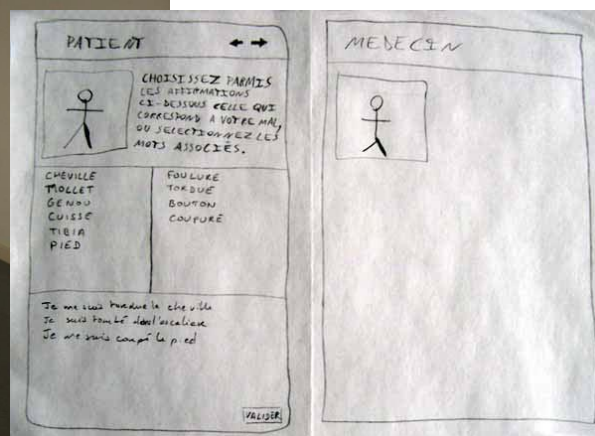 PATIENT
CHOISISSEZ PARMIS
LES AFFIRMATIONS
CI-DESSOUS CELLE QUI
CORRESPOND A VOTRE MAL,
OU SELECTIONNEZ LES
MOTS ASSOCIÉS.
CHEVILLE
MOLLET
GENOU
CUISSE
TIBIA
PIED
FOULURE
TORDUE
BOUTON
COUPURE
Je me suis tordue la cheville
Je suis tombé dans l'escalier
Je me suis coupé le pied
VALIDER
MEDECIN